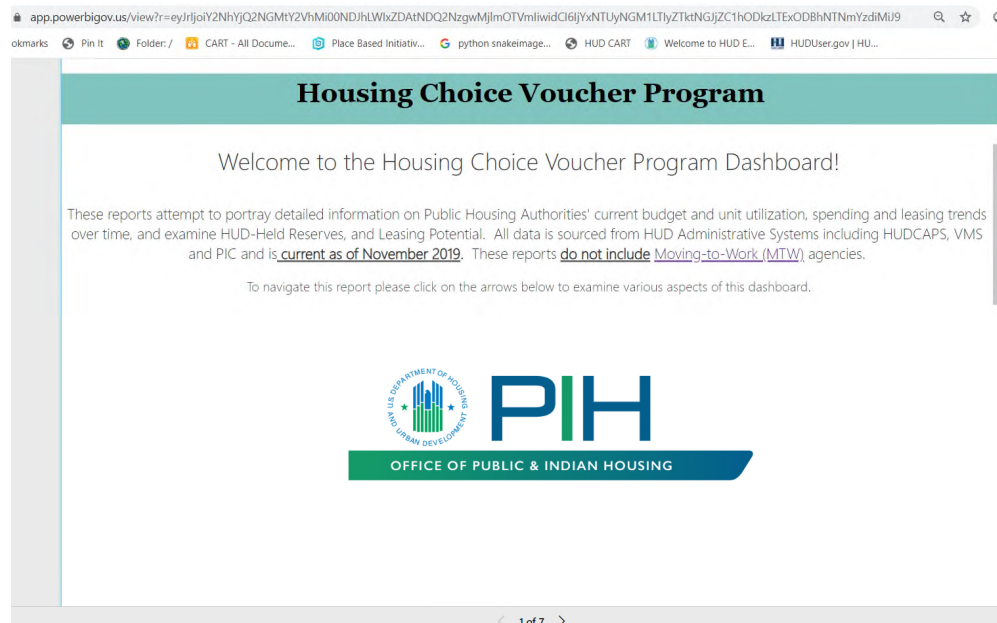 app.powerbigov.us/view?r=eyJrIjoiY2NhYjQ2NGMtY2VhMi00NDJhLWIxZDAtNDQ2NzgwMjlmOTVmIiwidCI6IjYxNTUyNGM1LTIyZTktNGJjZC1hODkzLTExODBhNTNmYzdiMiJ9
okmarks Pin It Folder: / CART - All Docume... Place Based Initiativ... python snakeimage... HUD CART Welcome to HUD E... HUDUser.gov | HU...
Housing Choice Voucher Program
Welcome to the Housing Choice Voucher Program Dashboard!
These reports attempt to portray detailed information on Public Housing Authorities' current budget and unit utilization, spending and leasing trends
over time, and examine HUD-Held Reserves, and Leasing Potential. All data is sourced from HUD Administrative Systems including HUDCAPS, VMS
and PIC and is current as of November 2019. These reports do not include Moving-to-Work (MTW) agencies.
To navigate this report please click on the arrows below to examine various aspects of this dashboard.
U.S. DEPARTMENT OF HOUSING
AND URBAN DEVELOPMENT
PIH
OFFICE OF PUBLIC & INDIAN HOUSING
1 of 7